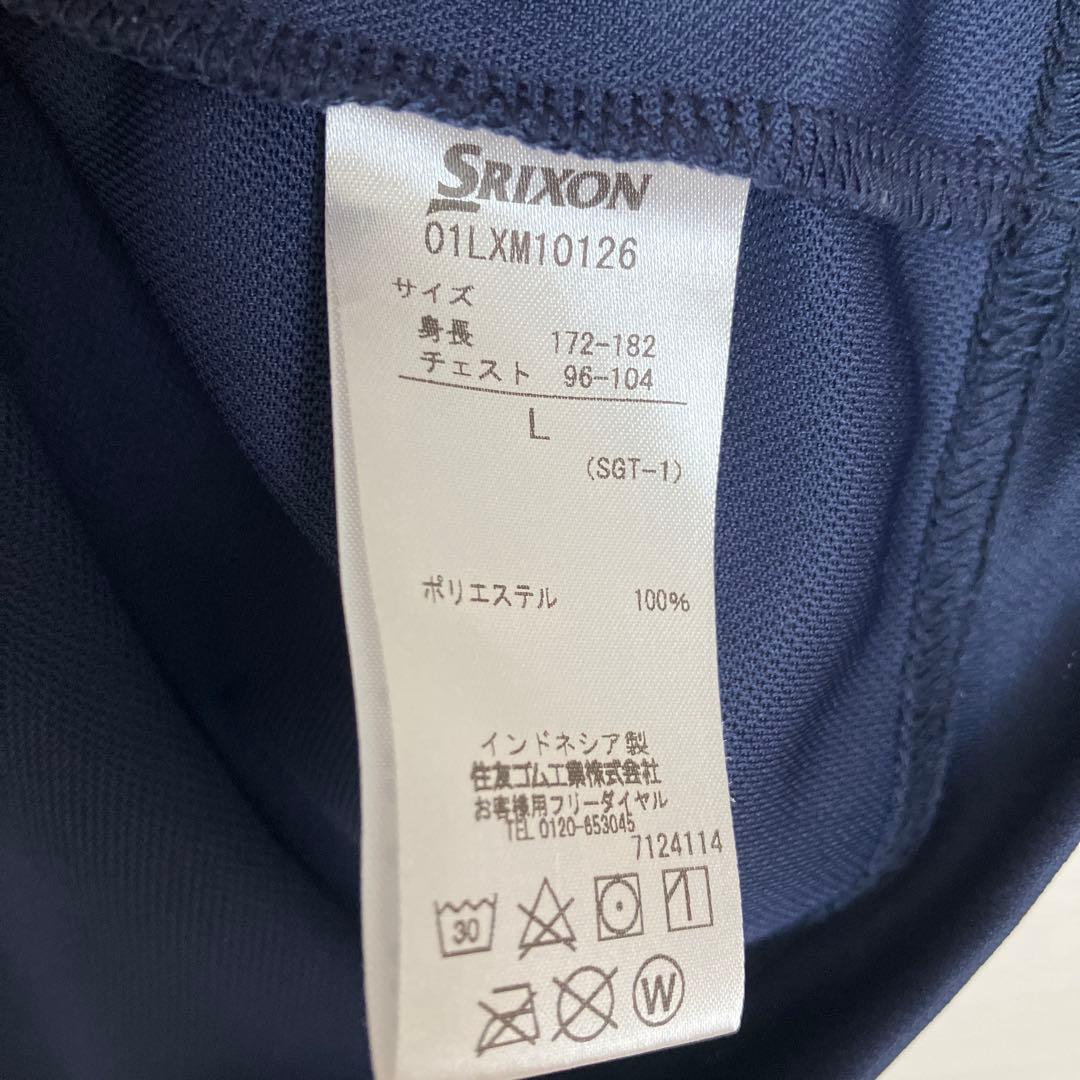 SRIXON
01LXM10126
サイズ
身長 172-182
チェスト 96-104
L
(SGT-1)
ポリエステル 100%
インドネシア製
住友ゴム工業株式会社
お客様用フリーダイヤル
TEL 0120-653045
7124114
30
W